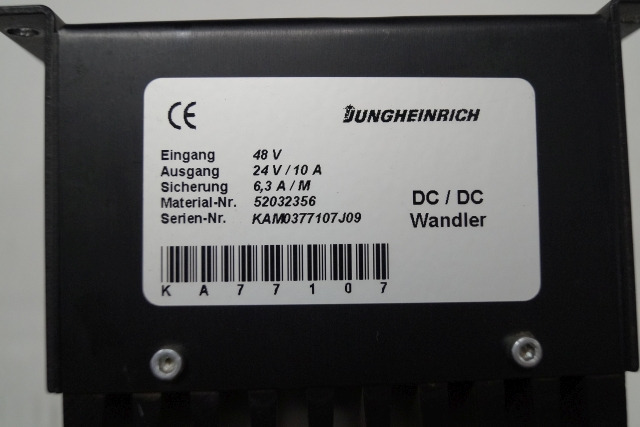 CE
JUNGHEINRICH
Eingang 48 V
Ausgang 24 V / 10 A
Sicherung 6,3 A / M
Material-Nr. 52032356
Serien-Nr. KAM0377107J09
DC / DC
Wandler
K A 7 7 1 0 7